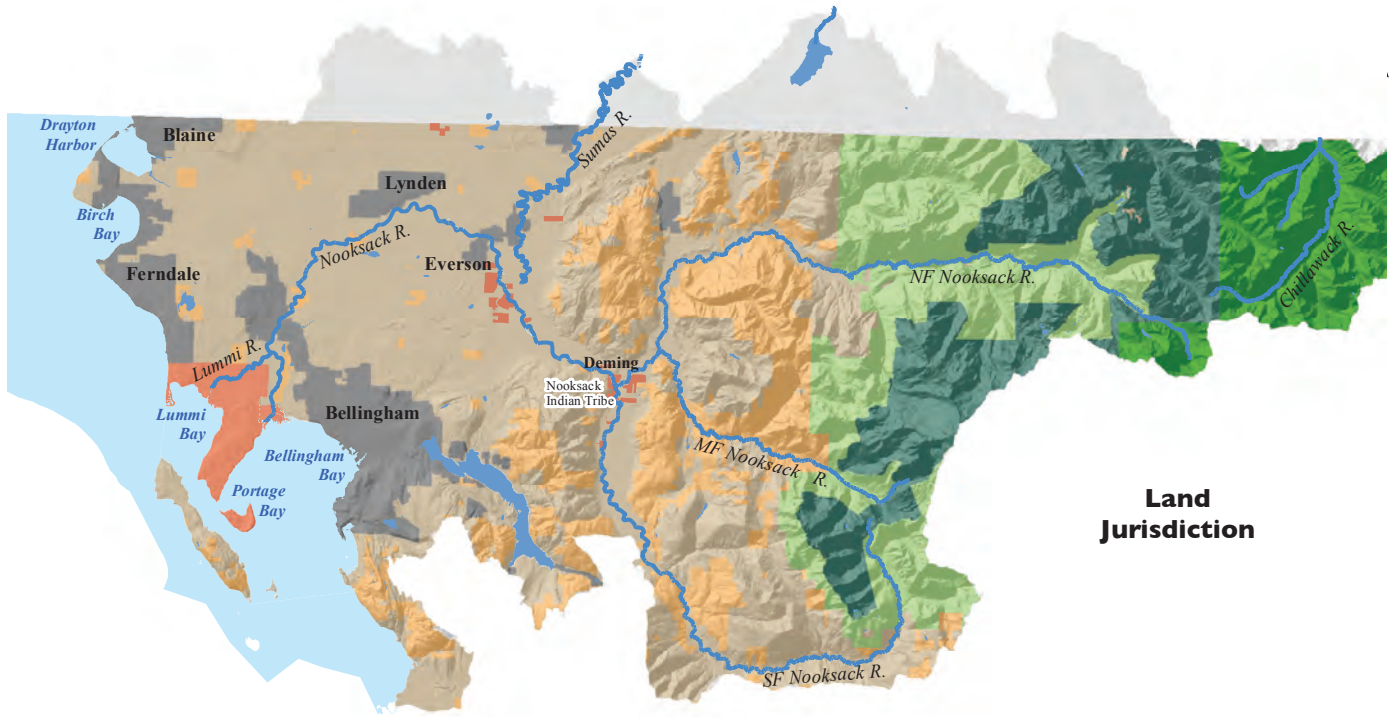 Drayton
Harbor
Blaine
Sumas R.
Lynden
Birch
Bay
Nooksack R.
Everson
Ferndale
NF Nooksack R.
Chillawack R.
Lummi R.
Deming
Nooksack
Indian Tribe
Lummi
Bay
Bellingham
Bellingham
Bay
MF Nooksack R.
Portage
Bay
Land
Jurisdiction
SF Nooksack R.